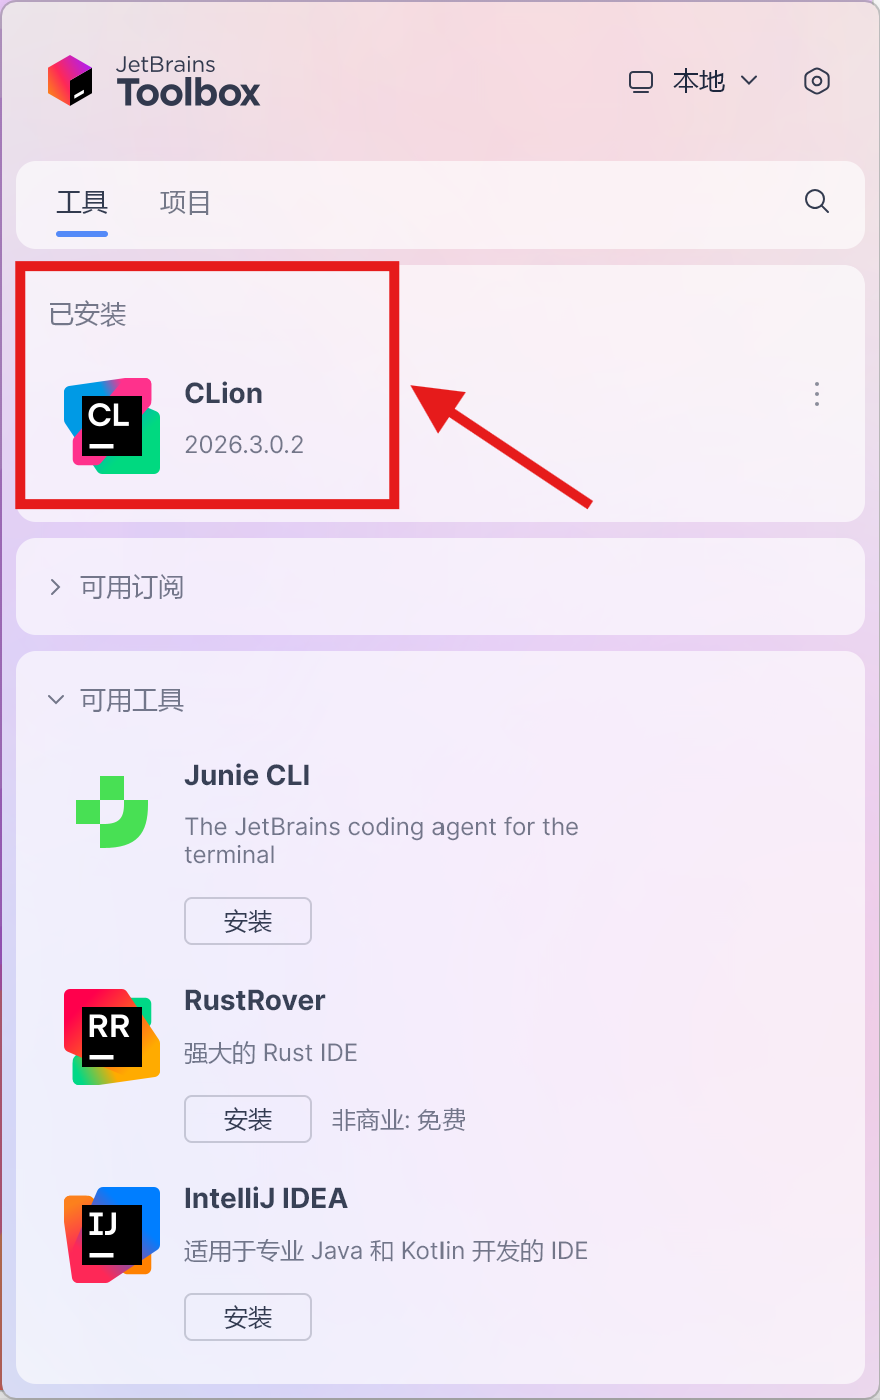 JetBrains
Toolbox
本地
工具
项目
已安装
CL
CLion
2026.3.0.2
可用订阅
可用工具
Junie CLI
The JetBrains coding agent for the
terminal
安装
RR
RustRover
强大的 Rust IDE
安装
非商业: 免费
IJ
IntelliJ IDEA
适用于专业 Java 和 Kotlin 开发的 IDE
安装